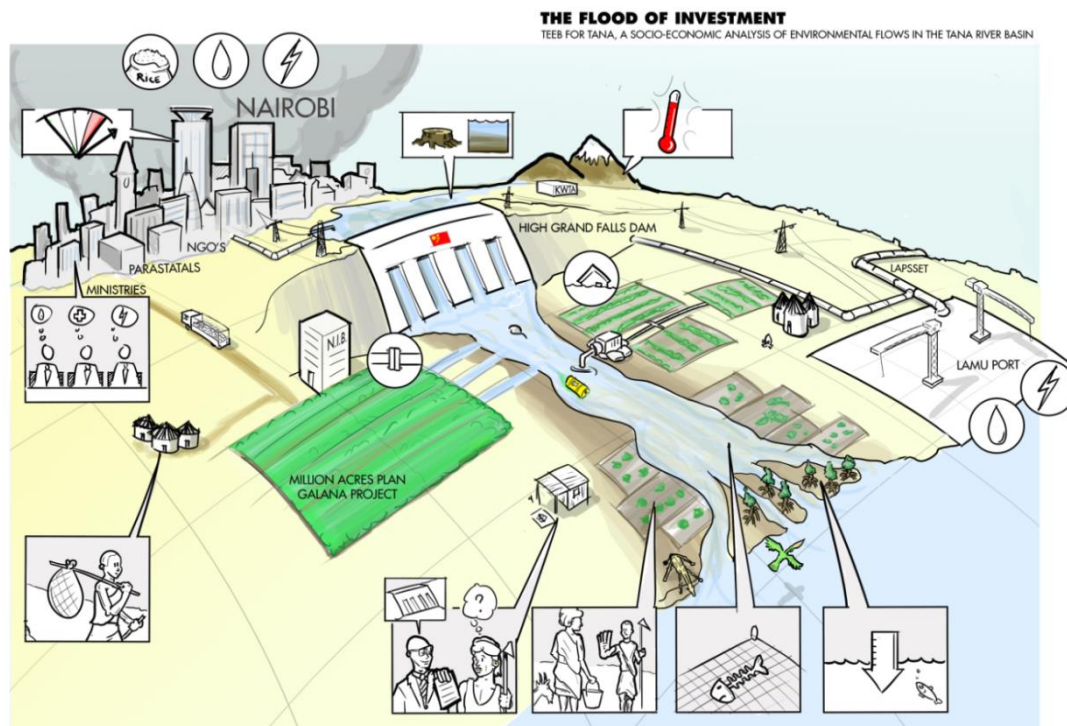 THE FLOOD OF INVESTMENT
TEEB FOR TANA, A SOCIO-ECONOMIC ANALYSIS OF ENVIRONMENTAL FLOWS IN THE TANA RIVER BASIN
RICE
NAIROBI
KWTA
NGO'S
HIGH GRAND FALLS DAM
PARASTATALS
LAPSSET
MINISTRIES
N.I.B.
LAMU PORT
MILLION ACRES PLAN
GALANA PROJECT
$
?